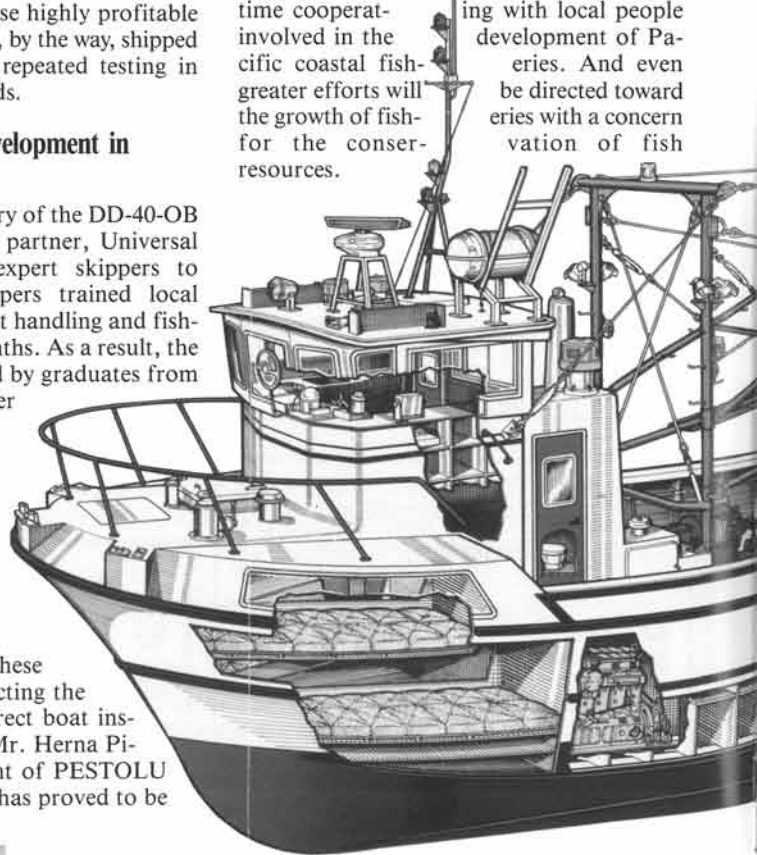 se highly profitable
, by the way, shipped
repeated testing in
ds.
velopment in
ry of the DD-40-OB
partner, Universal
expert skippers to
pers trained local
t handling and fish-
nths. As a result, the
d by graduates from
er
hese
cting the
rect boat ins-
Mr. Herna Pi-
nt of PESTOLU
has proved to be
time cooperat- ing with local people
involved in the development of Pa-
cific coastal fish- eries. And even
greater efforts will be directed toward
the growth of fish- eries with a concern
for the conser- vation of fish
resources.